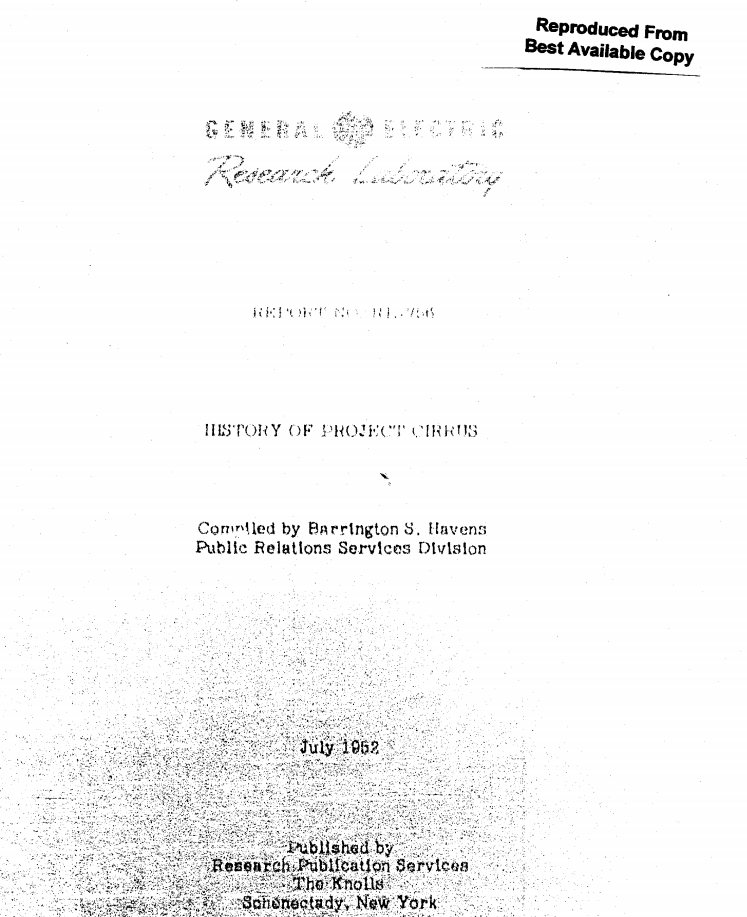 Reproduced From
Best Available Copy
GENERAL ELECTRIC
Research Laboratory
REPORT NO. RL-756
HISTORY OF PROJECT CIRRUS
Compiled by Barrington S. Havens
Public Relations Services Division
July 1952
Published by
Research Publication Services
The Knolls
Schenectady, New York